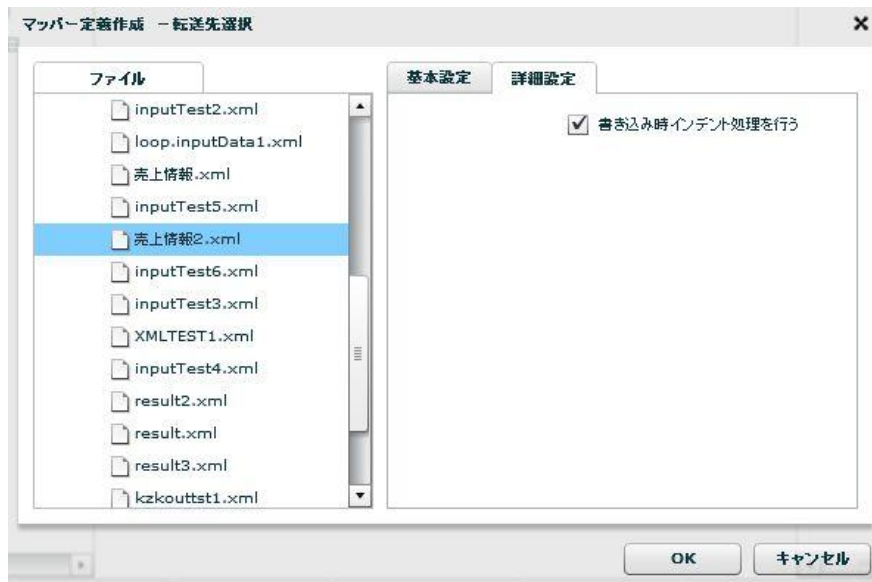 マッパー定義作成 －転送先選択
ファイル
inputTest2.xml
loop.inputData1.xml
売上情報.xml
inputTest5.xml
売上情報2.xml
inputTest6.xml
inputTest3.xml
XMLTEST1.xml
inputTest4.xml
result2.xml
result.xml
result3.xml
kzkouttst1.xml
基本設定 詳細設定
書き込み時インデント処理を行う
OK キャンセル